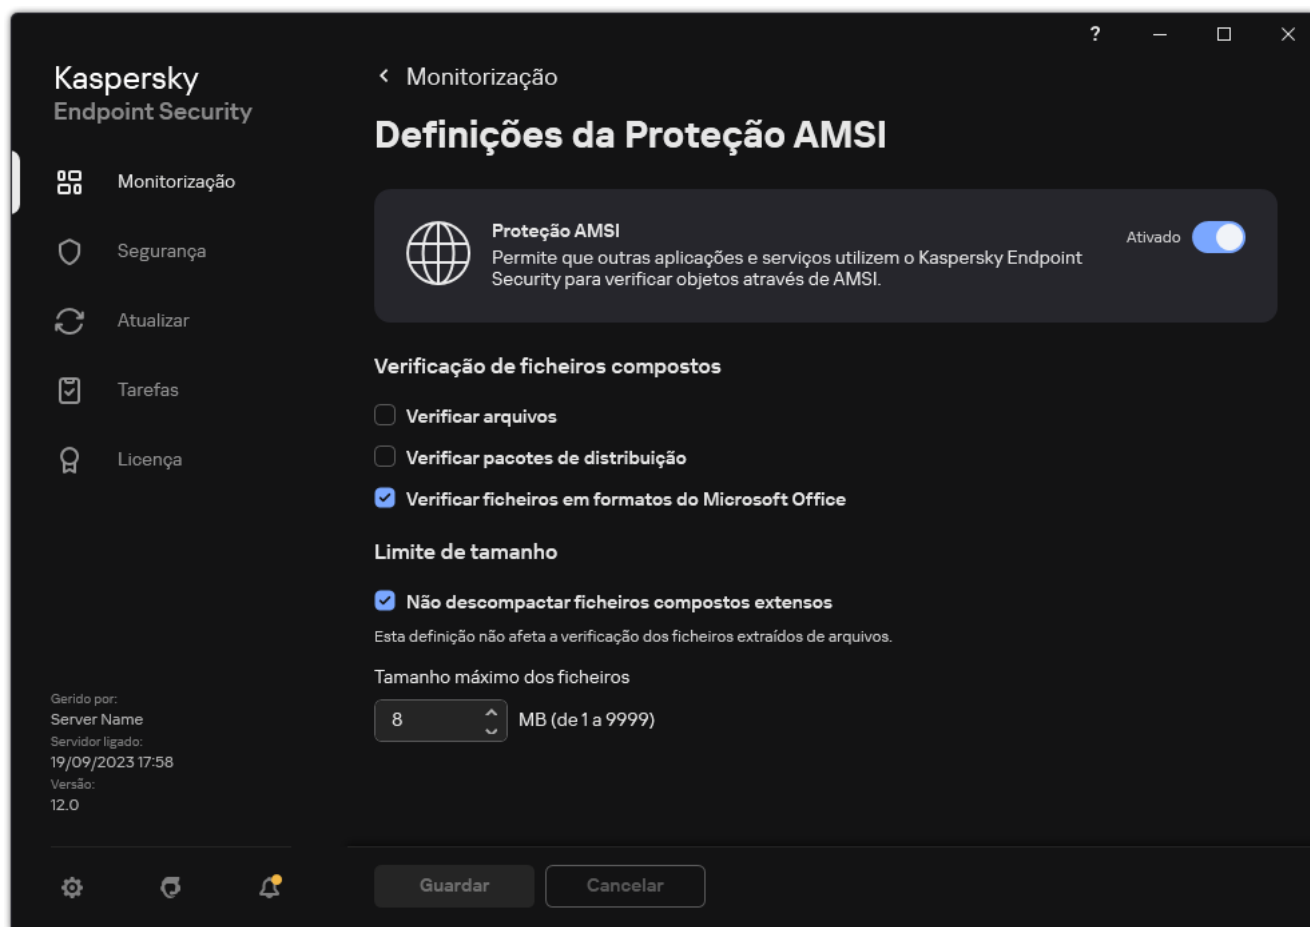 ?
Kaspersky
Endpoint Security
Monitorização
Segurança
Atualizar
Tarefas
Licença
Gerido por:
Server Name
Servidor ligado:
19/09/2023 17:58
Versão:
12.0
Monitorização
Definições da Proteção AMSI
Proteção AMSI
Permite que outras aplicações e serviços utilizem o Kaspersky Endpoint
Security para verificar objetos através de AMSI.
Ativado
Verificação de ficheiros compostos
Verificar arquivos
Verificar pacotes de distribuição
Verificar ficheiros em formatos do Microsoft Office
Limite de tamanho
Não descompactar ficheiros compostos extensos
Esta definição não afeta a verificação dos ficheiros extraídos de arquivos.
Tamanho máximo dos ficheiros
8 MB (de 1 a 9999)
Guardar Cancelar